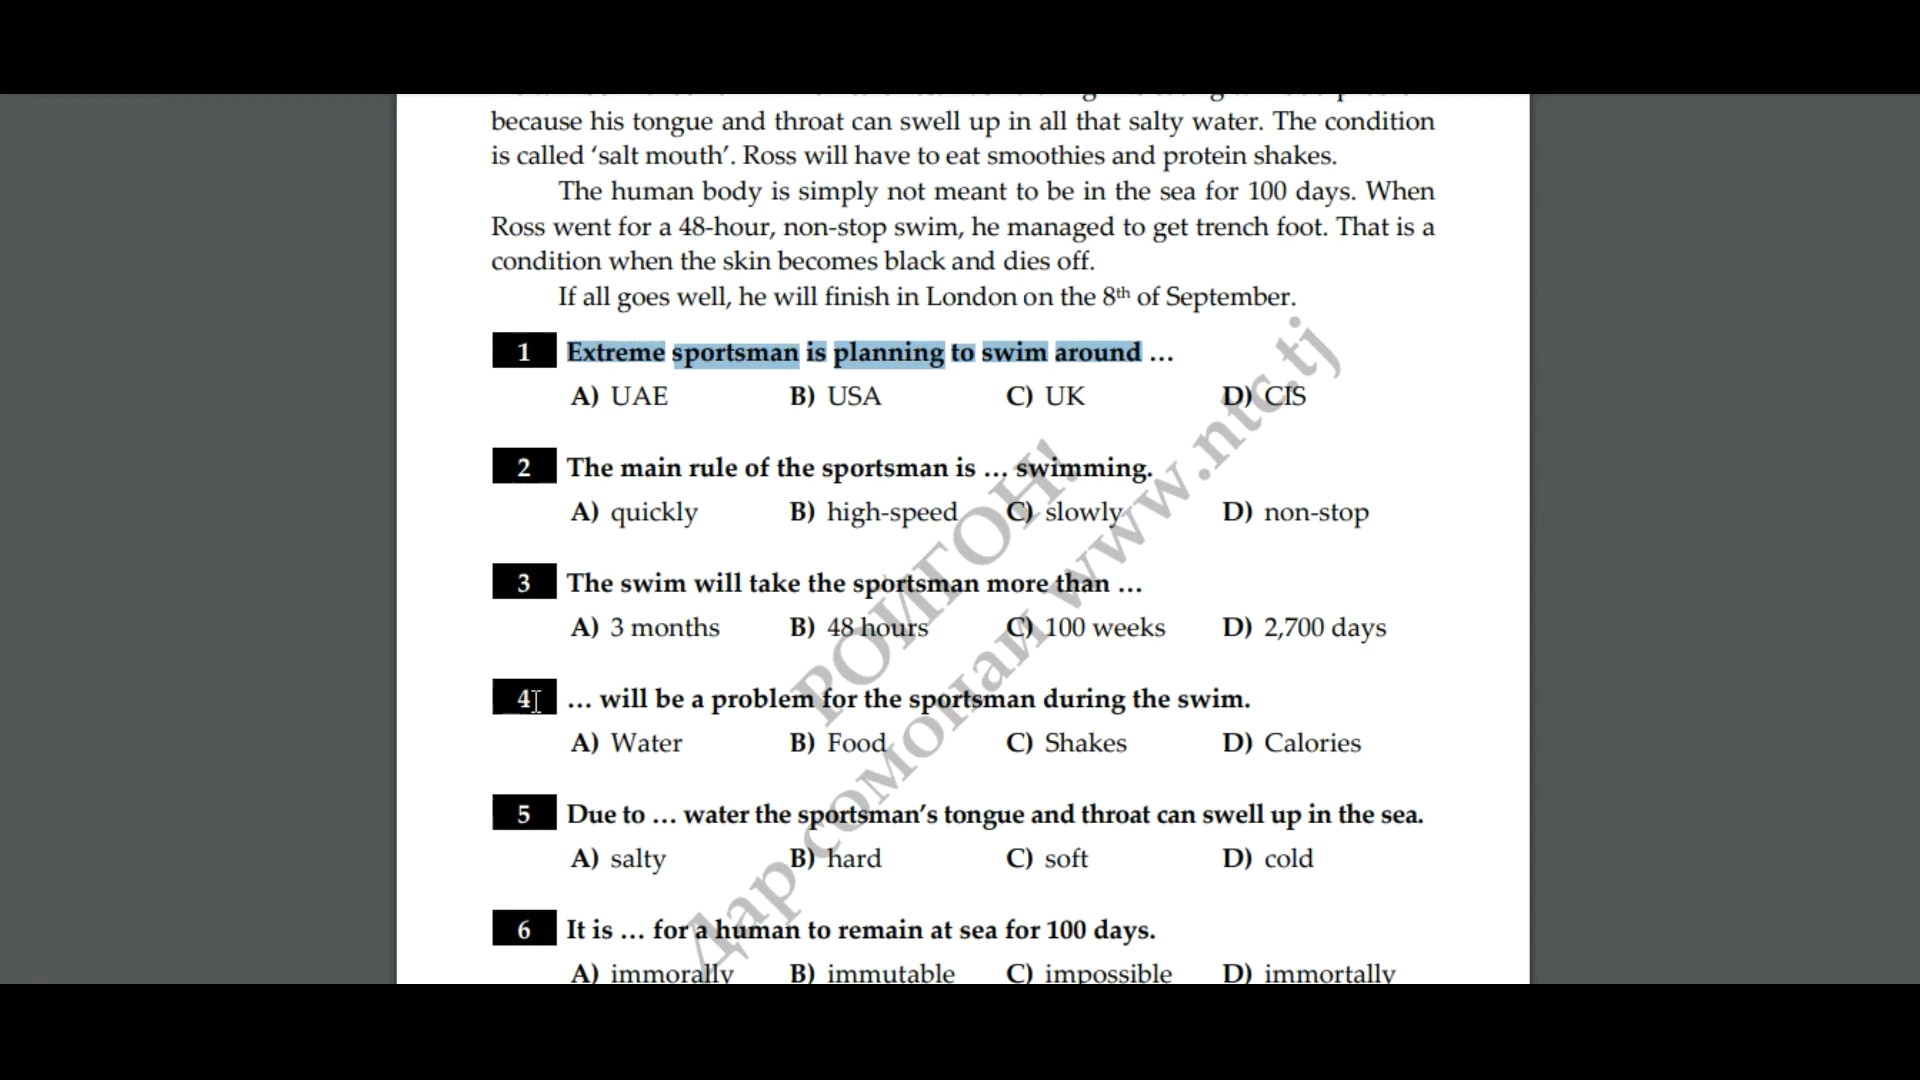 because his tongue and throat can swell up in all that salty water. The condition
is called ‘salt mouth’. Ross will have to eat smoothies and protein shakes.
The human body is simply not meant to be in the sea for 100 days. When
Ross went for a 48-hour, non-stop swim, he managed to get trench foot. That is a
condition when the skin becomes black and dies off.
If all goes well, he will finish in London on the 8th of September.
1 Extreme sportsman is planning to swim around …
A) UAE B) USA C) UK D) CIS
2 The main rule of the sportsman is … swimming.
A) quickly B) high-speed C) slowly D) non-stop
3 The swim will take the sportsman more than …
A) 3 months B) 48 hours C) 100 weeks D) 2,700 days
4 … will be a problem for the sportsman during the swim.
A) Water B) Food C) Shakes D) Calories
5 Due to … water the sportsman’s tongue and throat can swell up in the sea.
A) salty B) hard C) soft D) cold
6 It is … for a human to remain at sea for 100 days.
A) immorally B) immutable C) impossible D) immortally
РОЙГОН!
Дар сомонаи www.ntc.tj